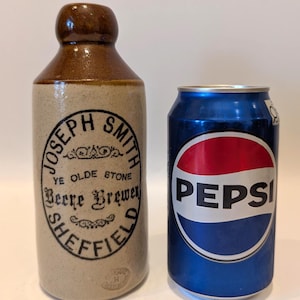 JOSEPH SMITH
YE OLDE STONE
Beere Brewer
SHEFFIELD
PEPSI